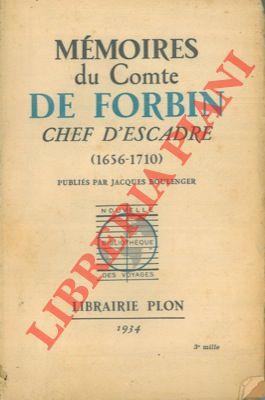 MÉMOIRES
du Comte
DE FORBIN
CHEF D'ESCADRE
(1656-1710)
PUBLIÉS PAR JACQUES BOULENGER
NOUVELLE
BIBLIOTHÈQUE
DES VOYAGES
LIBRAIRIE PLON
1934
3e mille
LIBRERIA PIANI